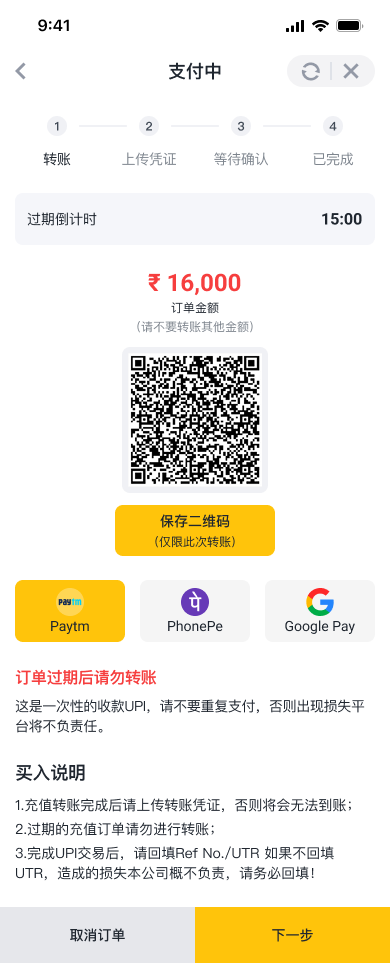 9:41
支付中
1 2 3 4
转账 上传凭证 等待确认 已完成
过期倒计时 15:00
₹ 16,000
订单金额
（请不要转账其他金额）
保存二维码
（仅限此次转账）
paytm
पे
G
Paytm PhonePe Google Pay
订单过期后请勿转账
这是一次性的收款UPI，请不要重复支付，否则出现损失平
台将不负责任。
买入说明
1.充值转账完成后请上传转账凭证，否则将会无法到账；
2.过期的充值订单请勿进行转账；
3.完成UPI交易后，请回填Ref No./UTR 如果不回填
UTR，造成的损失本公司概不负责，请务必回填！
取消订单 下一步